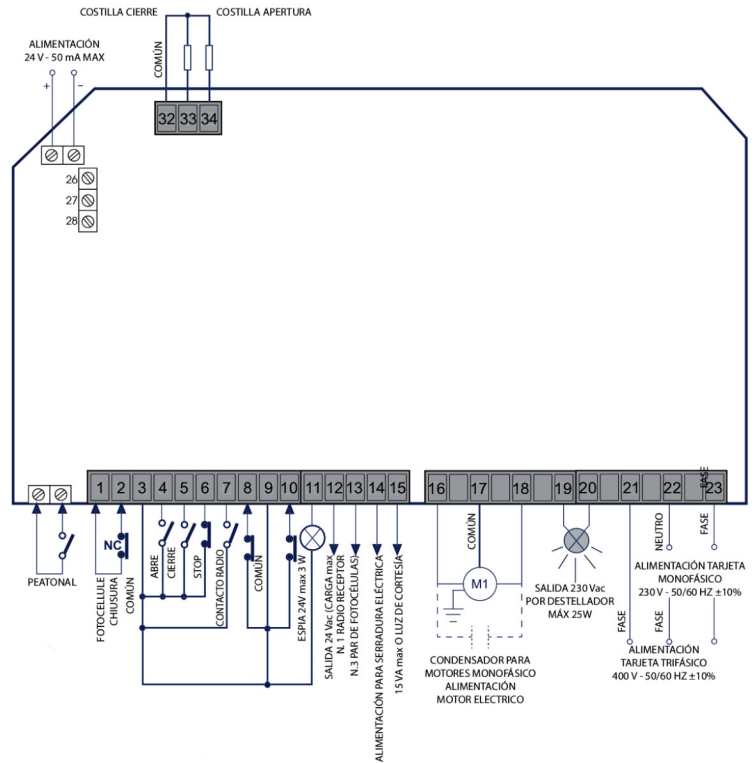 COSTILLA CIERRE
COSTILLA APERTURA
ALIMENTACIÓN
24 V - 50 mA MAX
+
−
COMÚN
32 33 34
26
27
28
1 2 3 4 5 6 7 8 9 10 11 12 13 14 15
16 17 18 19 20 21 22 23
FASE
PEATONAL
NC
FOTOCELLULE
CHIUSURA
COMÚN
ABRE
CIERRE
STOP
CONTACTO RADIO
COMÚN
ESPIA 24V max 3 W
SALIDA 24 Vac (CARGA max
N. 1 RADIO RECEPTOR
N.3 PAR DE FOTOCÉLULAS)
ALIMENTACIÓN PARA SERRADURA ELÉCTRICA
15 VA max O LUZ DE CORTESÍA
COMÚN
M1
CONDENSADOR PARA
MOTORES MONOFÁSICO
ALIMENTACIÓN
MOTOR ELECTRICO
SALIDA 230 Vac
POR DESTELLADOR
MÁX 25W
NEUTRO
FASE
ALIMENTACIÓN TARJETA
MONOFÁSICO
230 V - 50/60 HZ ±10%
FASE
FASE
ALIMENTACIÓN
TARJETA TRIFÁSICO
400 V - 50/60 HZ ±10%